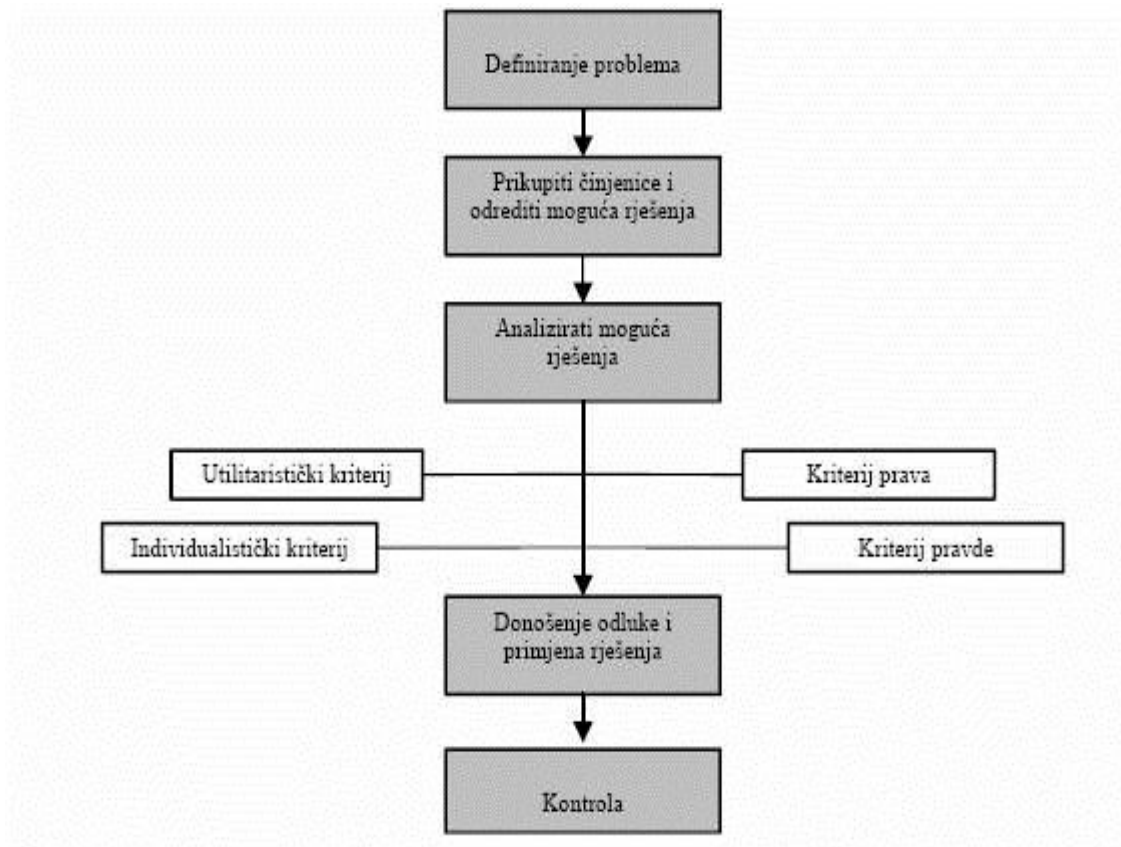 Definiranje problema
Prikupiti činjenice i
odrediti moguća rješenja
Analizirati moguća
rješenja
Utilitaristički kriterij
Kriterij prava
Individualistički kriterij
Kriterij pravde
Donošenje odluke i
primjena rješenja
Kontrola